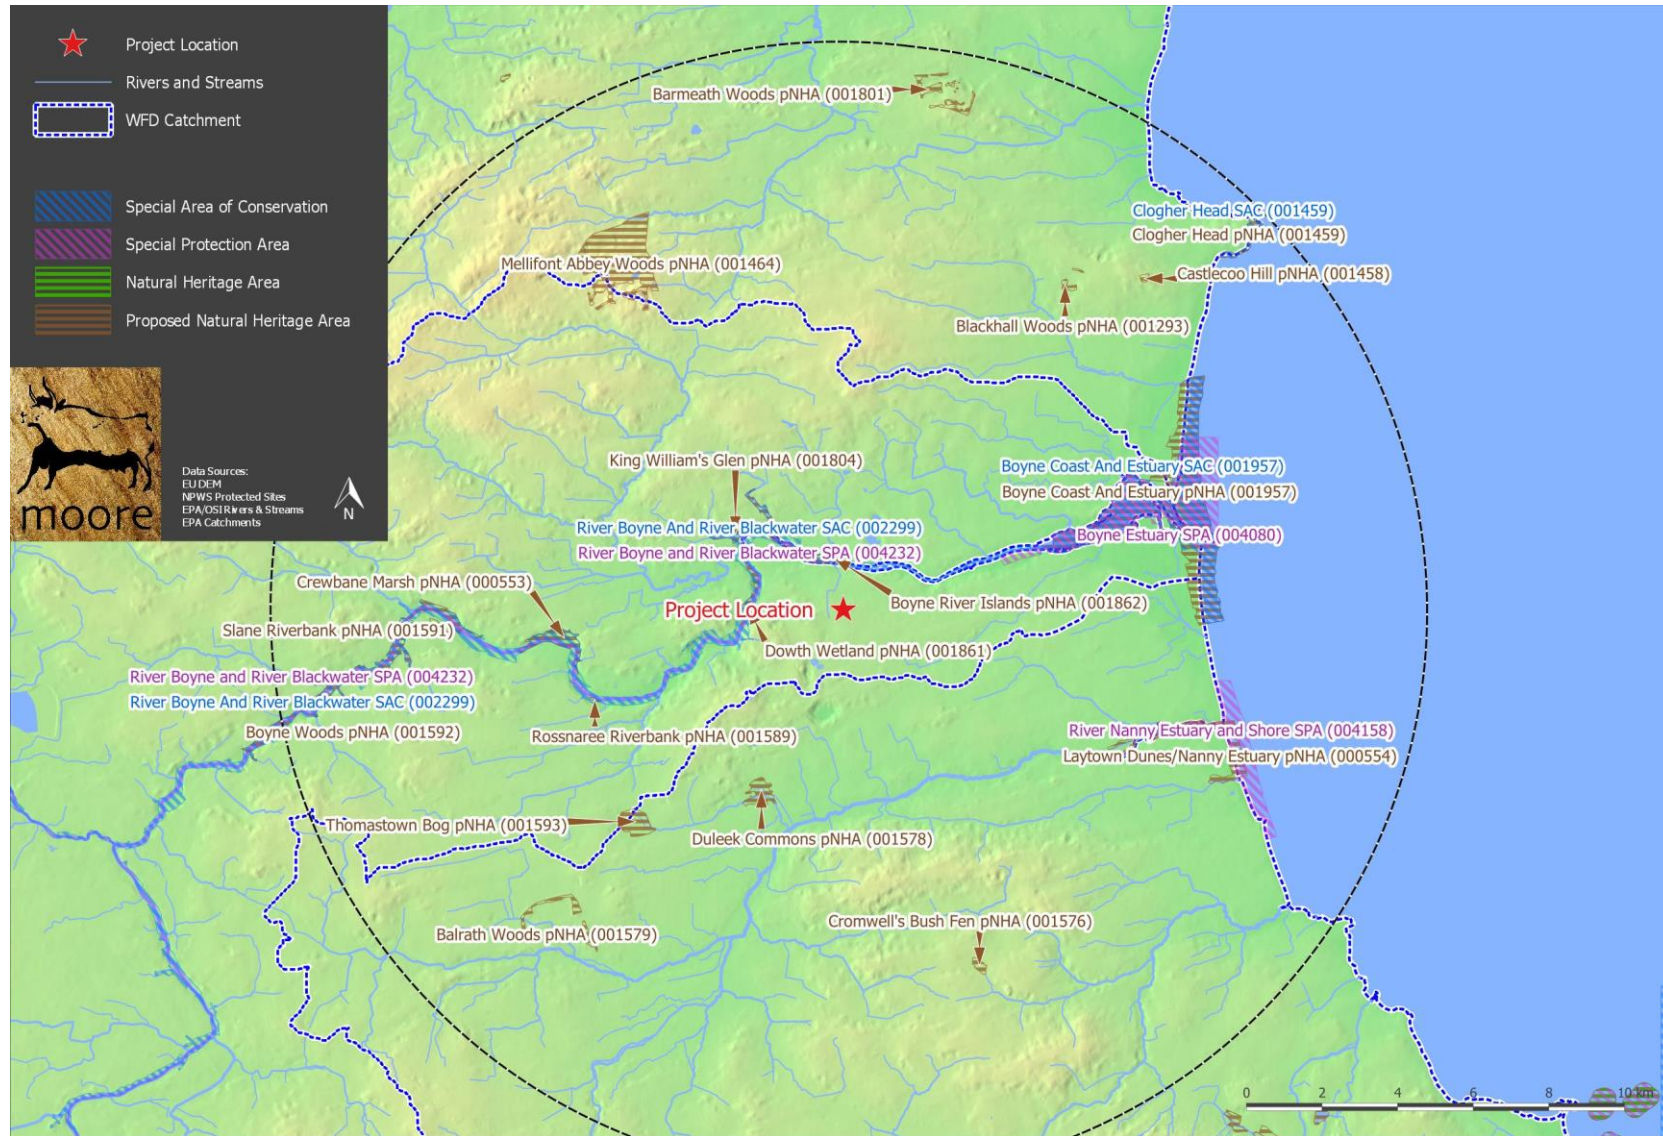 Project Location
Rivers and Streams
WFD Catchment
Special Area of Conservation
Special Protection Area
Natural Heritage Area
Proposed Natural Heritage Area
moore
Data Sources:
EU DEM
NPWS Protected Sites
EPA/OSI Rivers & Streams
EPA Catchments
N
Barmeath Woods pNHA (001801)
Clogher Head SAC (001459)
Clogher Head pNHA (001459)
Mellifont Abbey Woods pNHA (001464)
Castlecoo Hill pNHA (001458)
Blackhall Woods pNHA (001293)
King William's Glen pNHA (001804)
Boyne Coast And Estuary SAC (001957)
Boyne Coast And Estuary pNHA (001957)
River Boyne And River Blackwater SAC (002299)
Boyne Estuary SPA (004080)
River Boyne and River Blackwater SPA (004232)
Crewbane Marsh pNHA (000553)
Boyne River Islands pNHA (001862)
Project Location
Slane Riverbank pNHA (001591)
Dowth Wetland pNHA (001861)
River Boyne and River Blackwater SPA (004232)
River Boyne And River Blackwater SAC (002299)
Boyne Woods pNHA (001592)
Rossnaree Riverbank pNHA (001589)
River Nanny Estuary and Shore SPA (004158)
Laytown Dunes/Nanny Estuary pNHA (000554)
Thomastown Bog pNHA (001593)
Duleek Commons pNHA (001578)
Balrath Woods pNHA (001579)
Cromwell's Bush Fen pNHA (001576)
0 2 4 6 8 10 km